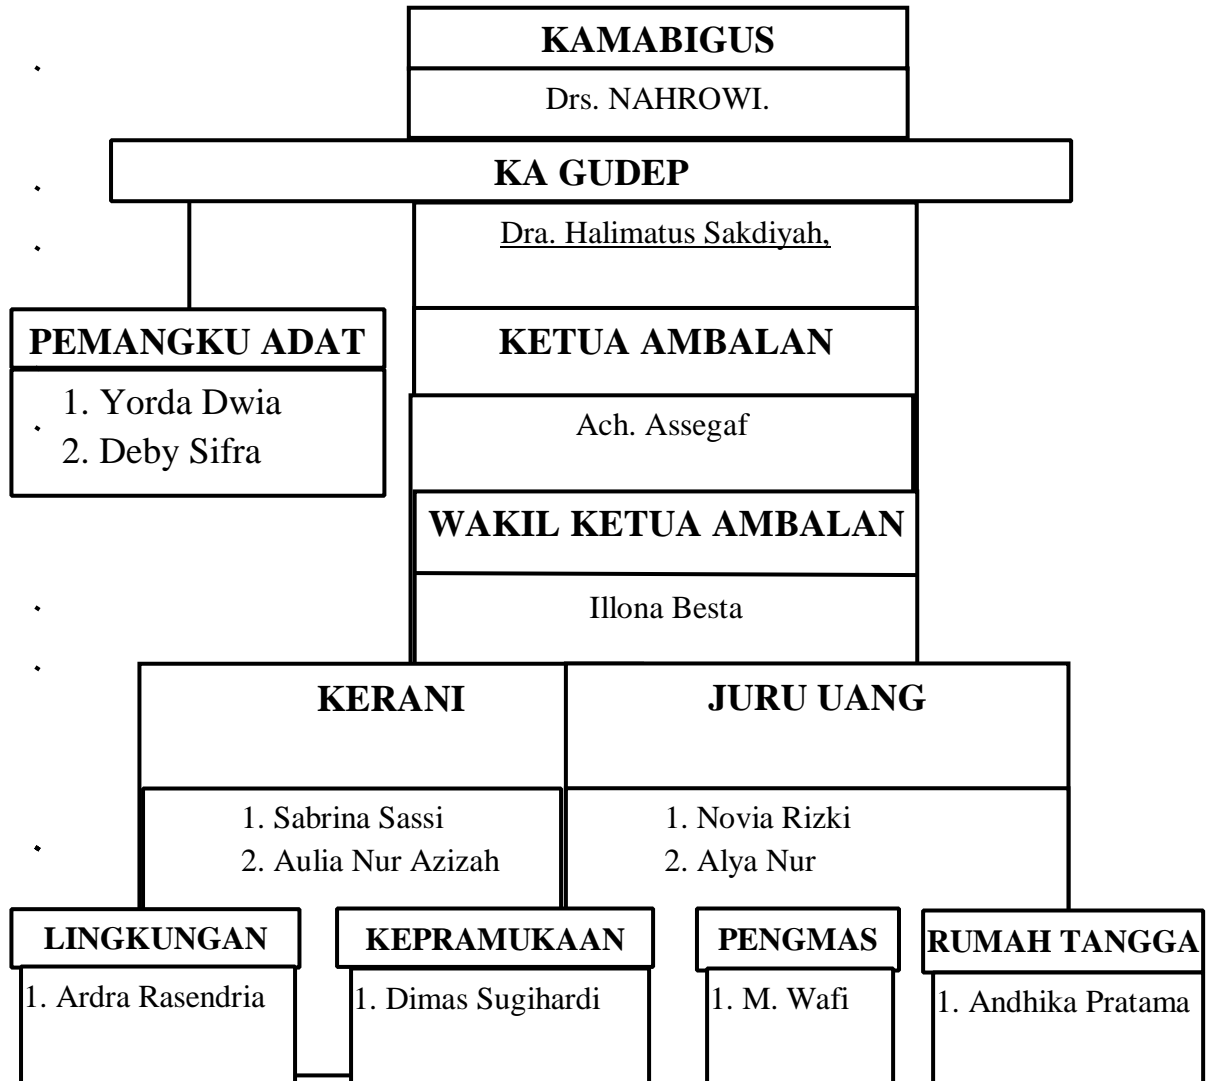 KAMABIGUS
Drs. NAHROWI.
KA GUDEP
Dra. Halimatus Sakdiyah,
PEMANGKU ADAT
1. Yorda Dwia
2. Deby Sifra
KETUA AMBALAN
Ach. Assegaf
WAKIL KETUA AMBALAN
Illona Besta
KERANI
1. Sabrina Sassi
2. Aulia Nur Azizah
JURU UANG
1. Novia Rizki
2. Alya Nur
LINGKUNGAN
1. Ardra Rasendria
KEPRAMUKAAN
1. Dimas Sugihardi
PENGMAS
1. M. Wafi
RUMAH TANGGA
1. Andhika Pratama